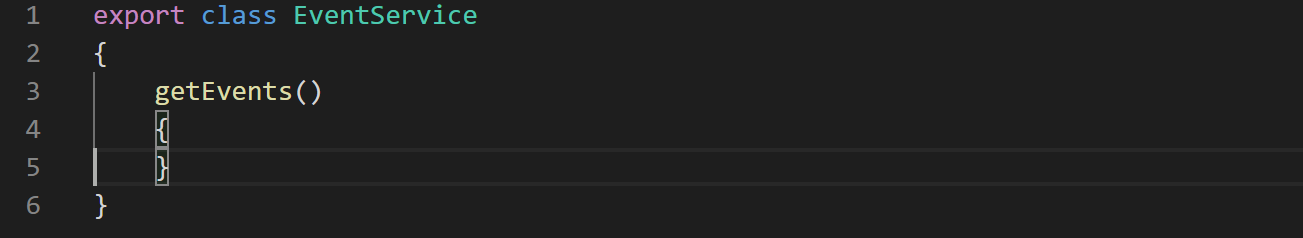 1 export class EventService
2 {
3     getEvents()
4     {
5     }
6 }